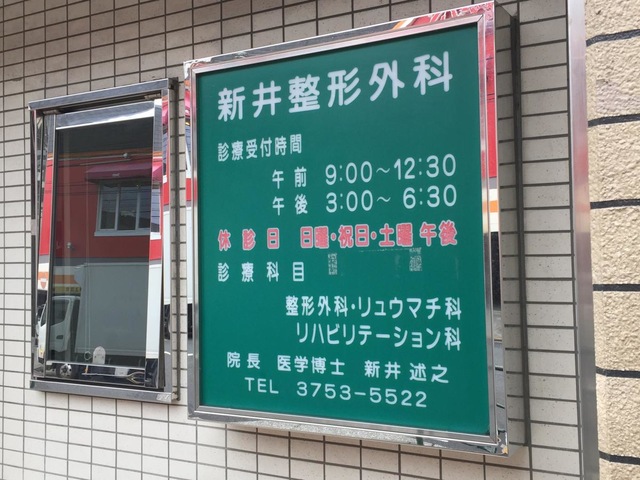 新井整形外科
診療受付時間
午前 9:00～12:30
午後 3:00～6:30
休診日 日曜・祝日・土曜午後
診療科目
整形外科・リュウマチ科
リハビリテーション科
院長 医学博士 新井述之
TEL 3753-5522